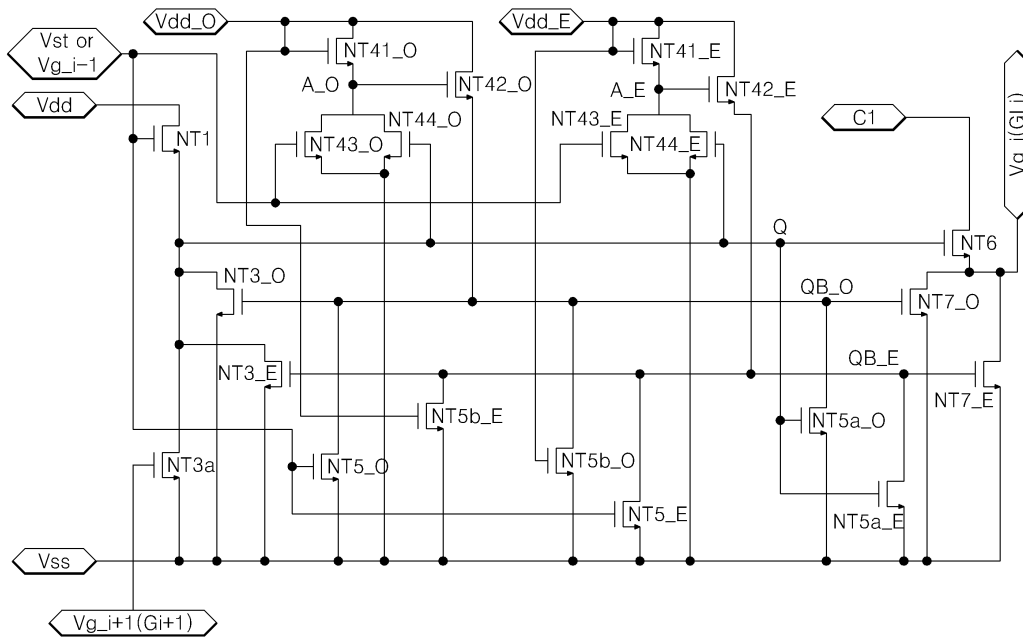 Vdd_O
Vdd_E
Vst or
Vg_i-1
NT41_O
NT41_E
A_O
NT42_O
A_E
NT42_E
Vdd
C1
Vg_i(GLi)
NT1
NT44_O
NT43_E
NT43_O
NT44_E
Q
NT6
NT3_O
QB_O
NT7_O
QB_E
NT3_E
NT7_E
NT5b_E
NT5a_O
NT3a
NT5_O
NT5b_O
NT5_E
NT5a_E
Vss
Vg_i+1(Gi+1)